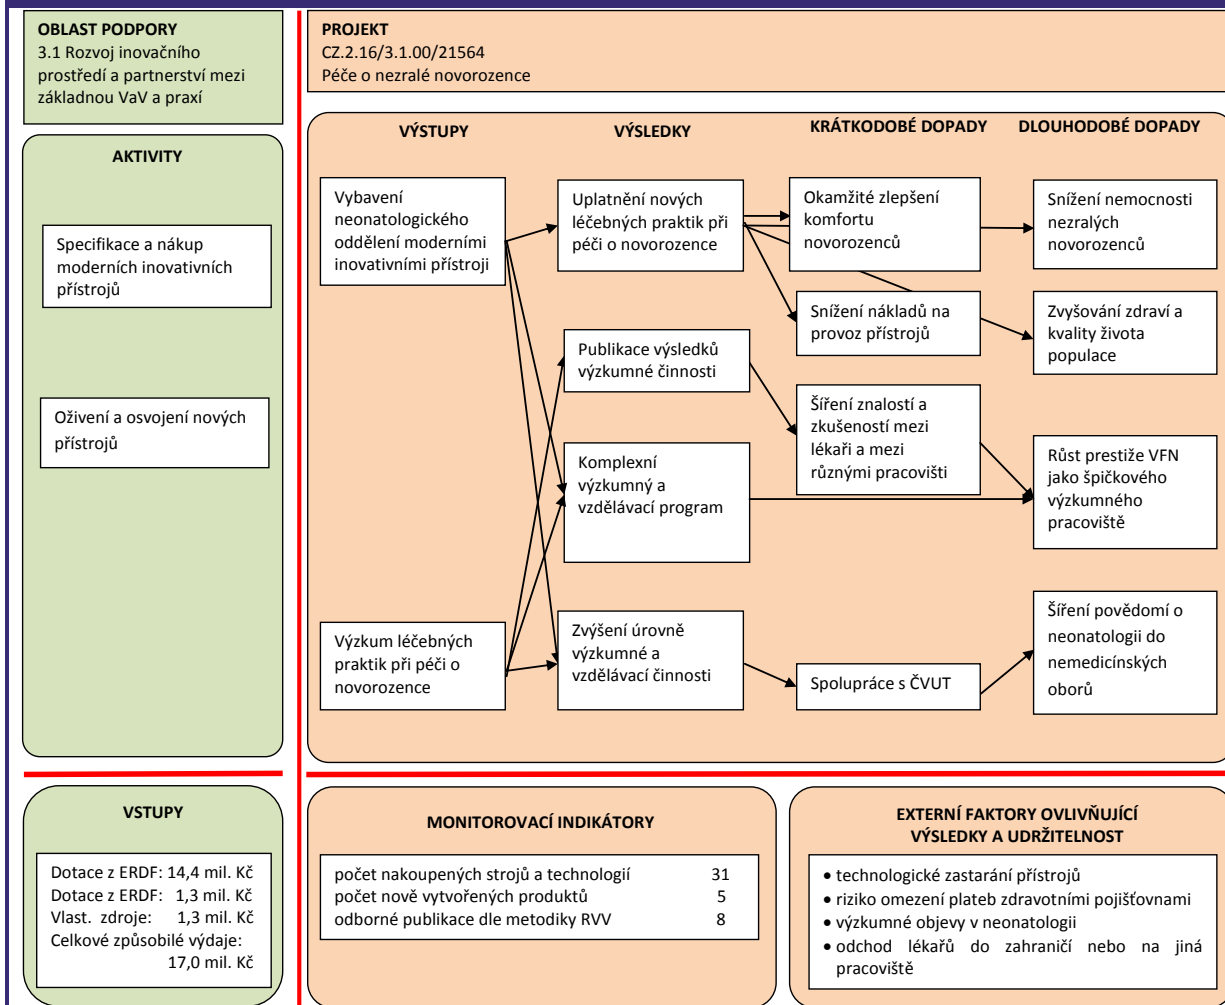 OBLAST PODPORY
3.1 Rozvoj inovačního
prostředí a partnerství mezi
základnou VaV a praxí
PROJEKT
CZ.2.16/3.1.00/21564
Péče o nezralé novorozence
AKTIVITY
Specifikace a nákup
moderních inovativních
přístrojů
Oživení a osvojení nových
přístrojů
VÝSTUPY
Vybavení
neonatologického
oddělení moderními
inovativními přístroji
Výzkum léčebných
praktik při péči o
novorozence
VÝSLEDKY
Uplatnění nových
léčebných praktik při
péči o novorozence
Publikace výsledků
výzkumné činnosti
Komplexní
výzkumný a
vzdělávací program
Zvýšení úrovně
výzkumné a
vzdělávací činnosti
KRÁTKODOBÉ DOPADY
Okamžité zlepšení
komfortu
novorozenců
Snížení nákladů na
provoz přístrojů
Šíření znalostí a
zkušeností mezi
lékaři a mezi
různými pracovišti
Spolupráce s ČVUT
DLOUHODOBÉ DOPADY
Snížení nemocnosti
nezralých
novorozenců
Zvyšování zdraví a
kvality života
populace
Růst prestiže VFN
jako špičkového
výzkumného
pracoviště
Šíření povědomí o
neonatologii do
nemedicínských
oborů
VSTUPY
Dotace z ERDF: 14,4 mil. Kč
Dotace z ERDF: 1,3 mil. Kč
Vlast. zdroje: 1,3 mil. Kč
Celkové způsobilé výdaje:
17,0 mil. Kč
MONITOROVACÍ INDIKÁTORY
počet nakoupených strojů a technologií 31
počet nově vytvořených produktů 5
odborné publikace dle metodiky RVV 8
EXTERNÍ FAKTORY OVLIVŇUJÍCÍ
VÝSLEDKY A UDRŽITELNOST
• technologické zastarání přístrojů
• riziko omezení plateb zdravotními pojišťovnami
• výzkumné objevy v neonatologii
• odchod lékařů do zahraničí nebo na jiná
pracoviště